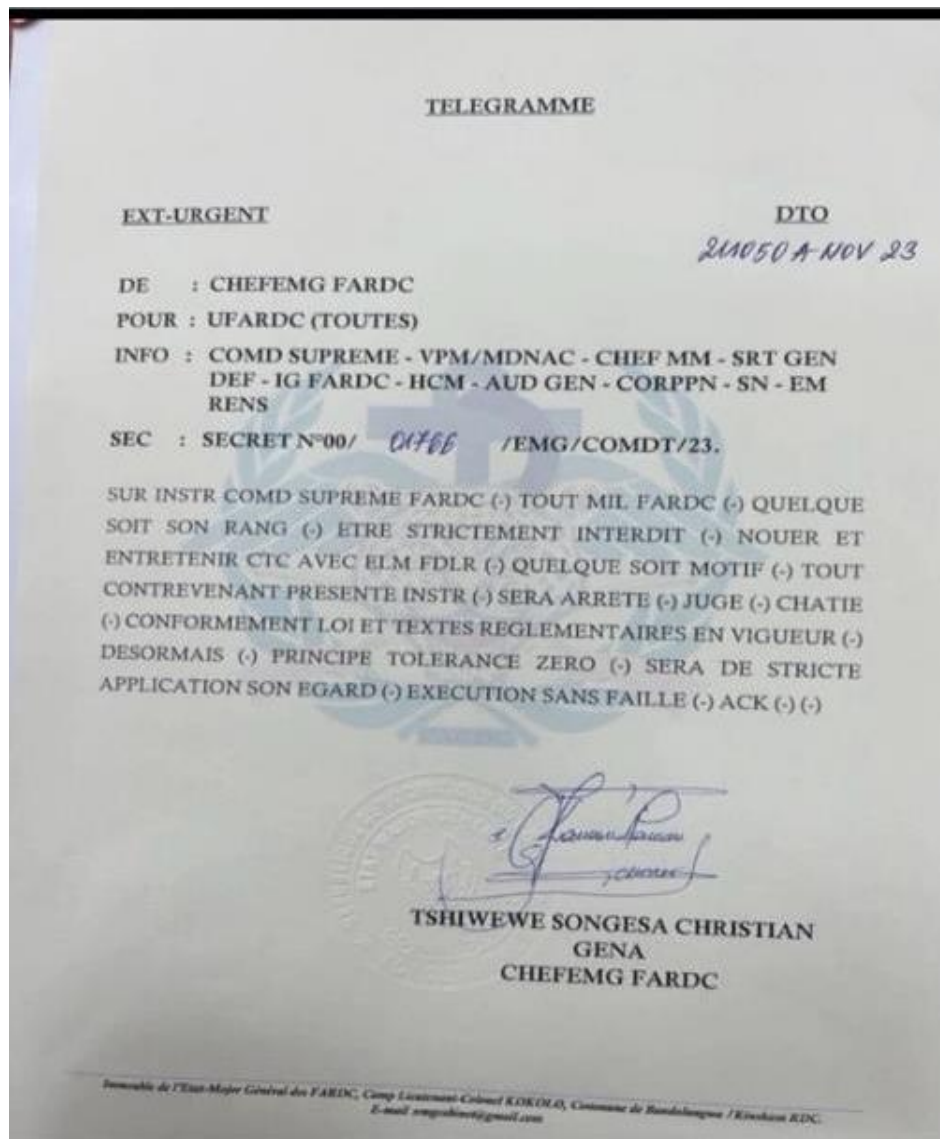 TELEGRAMME
EXT-URGENT
DTO
211050 A NOV 23
DE : CHEFEMG FARDC
POUR : UFARDC (TOUTES)
INFO : COMD SUPREME - VPM/MDNAC - CHEF MM - SRT GEN
DEF - IG FARDC - HCM - AUD GEN - CORPPN - SN - EM
RENS
SEC : SECRET N°00/ 01766 /EMG/COMDT/23.
SUR INSTR COMD SUPREME FARDC (-) TOUT MIL FARDC (-) QUELQUE
SOIT SON RANG (-) ETRE STRICTEMENT INTERDIT (-) NOUER ET
ENTRETENIR CTC AVEC ELM FDLR (-) QUELQUE SOIT MOTIF (-) TOUT
CONTREVENANT PRESENTE INSTR (-) SERA ARRETE (-) JUGE (-) CHATIE
(-) CONFORMEMENT LOI ET TEXTES REGLEMENTAIRES EN VIGUEUR (-)
DESORMAIS (-) PRINCIPE TOLERANCE ZERO (-) SERA DE STRICTE
APPLICATION SON EGARD (-) EXECUTION SANS FAILLE (-) ACK (-) (-)
TSHIWEWE SONGESA CHRISTIAN
GENA
CHEFEMG FARDC
Immeuble de l'Etat-Major Général des FARDC, Camp Lieutenant-Colonel KOKOLO, Commune de Bandalungwa / Kinshasa RDC.